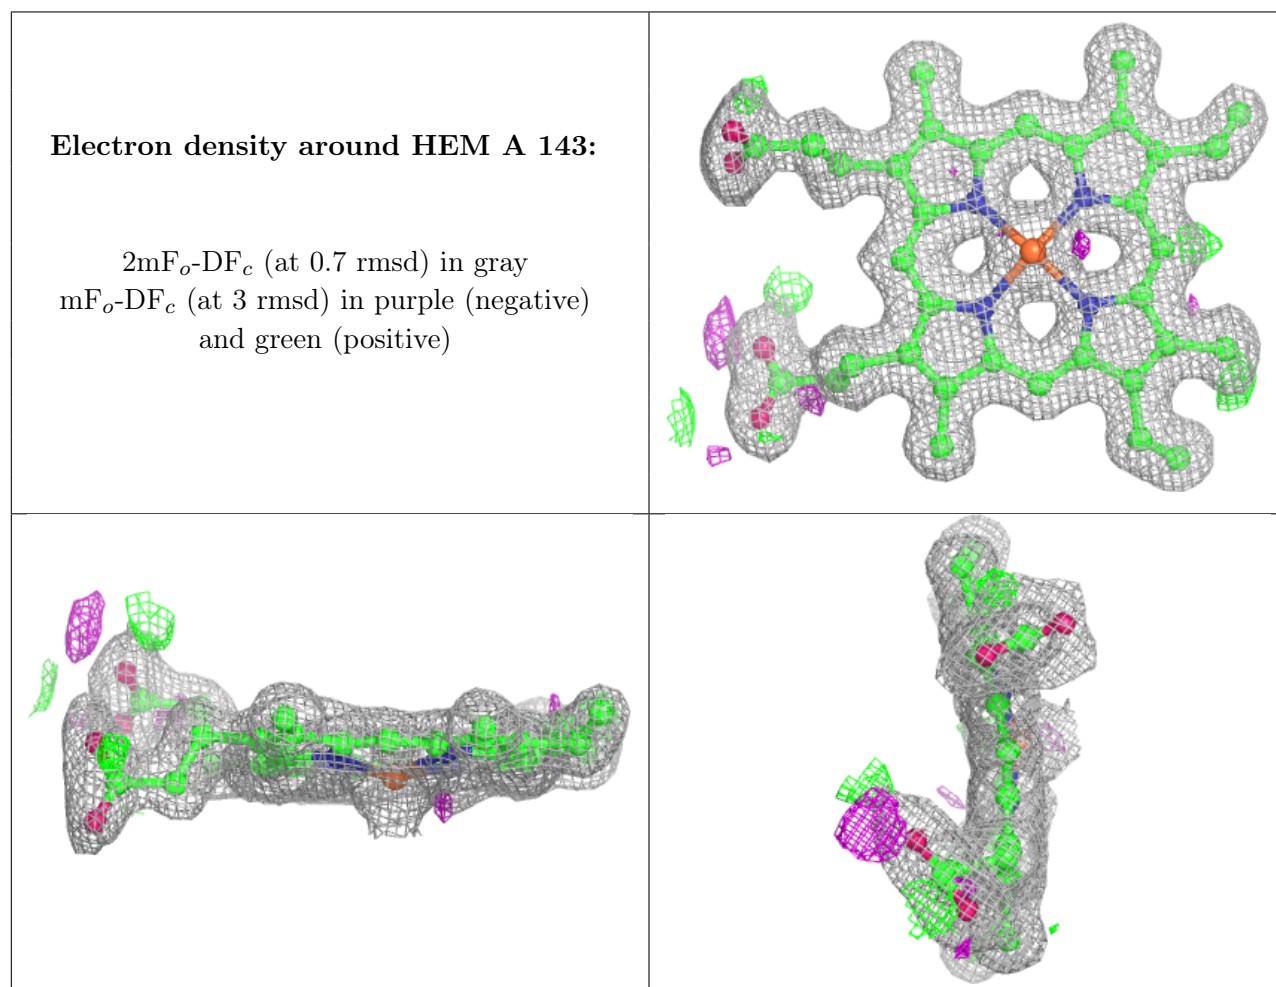 Electron density around HEM A 143:
2mFₒ-DF𝒸 (at 0.7 rmsd) in gray
mFₒ-DF𝒸 (at 3 rmsd) in purple (negative)
and green (positive)